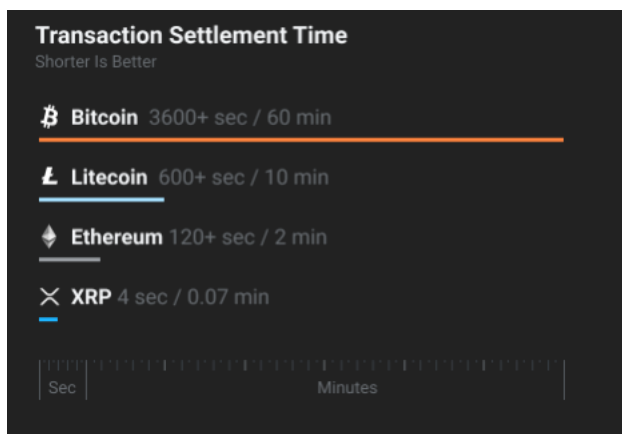 Transaction Settlement Time
Shorter Is Better
Bitcoin 3600+ sec / 60 min
Litecoin 600+ sec / 10 min
Ethereum 120+ sec / 2 min
XRP 4 sec / 0.07 min
Sec Minutes